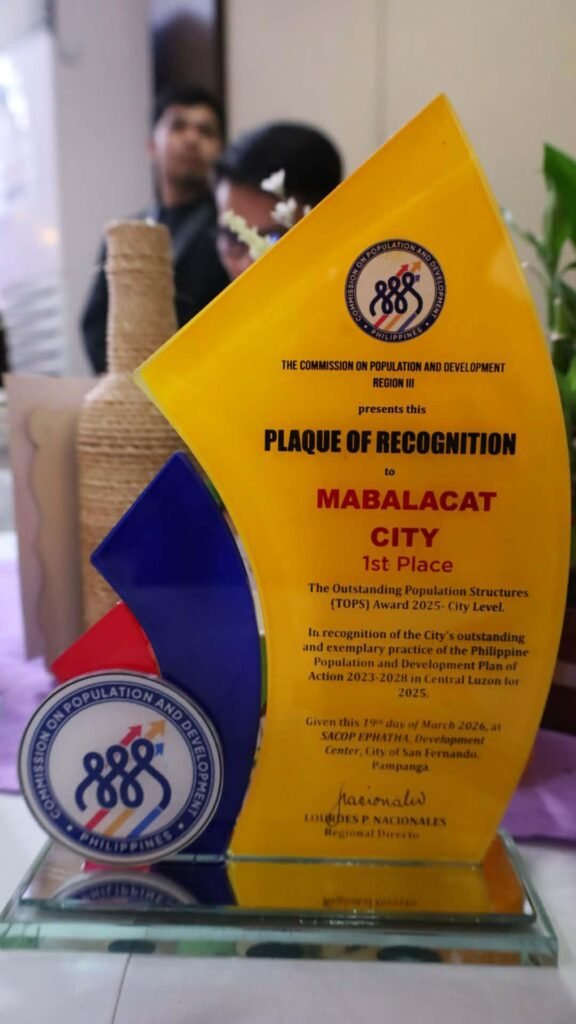 COMMISSION ON POPULATION AND DEVELOPMENT
• PHILIPPINES •
THE COMMISSION ON POPULATION AND DEVELOPMENT
REGION III
presents this
PLAQUE OF RECOGNITION
to
MABALACAT
CITY
1st Place
The Outstanding Population Structures
(TOPS) Award 2025- City Level.
In recognition of the City's outstanding
and exemplary practice of the Philippine
Population and Development Plan of
Action 2023-2028 in Central Luzon for
2025.
Given this 19th day of March 2026, at
SACOP EPHATHA, Development
Center, City of San Fernando,
Pampanga.
LOURDES P. NACIONALES
Regional Directo
COMMISSION ON POPULATION AND DEVELOPMENT
• PHILIPPINES •